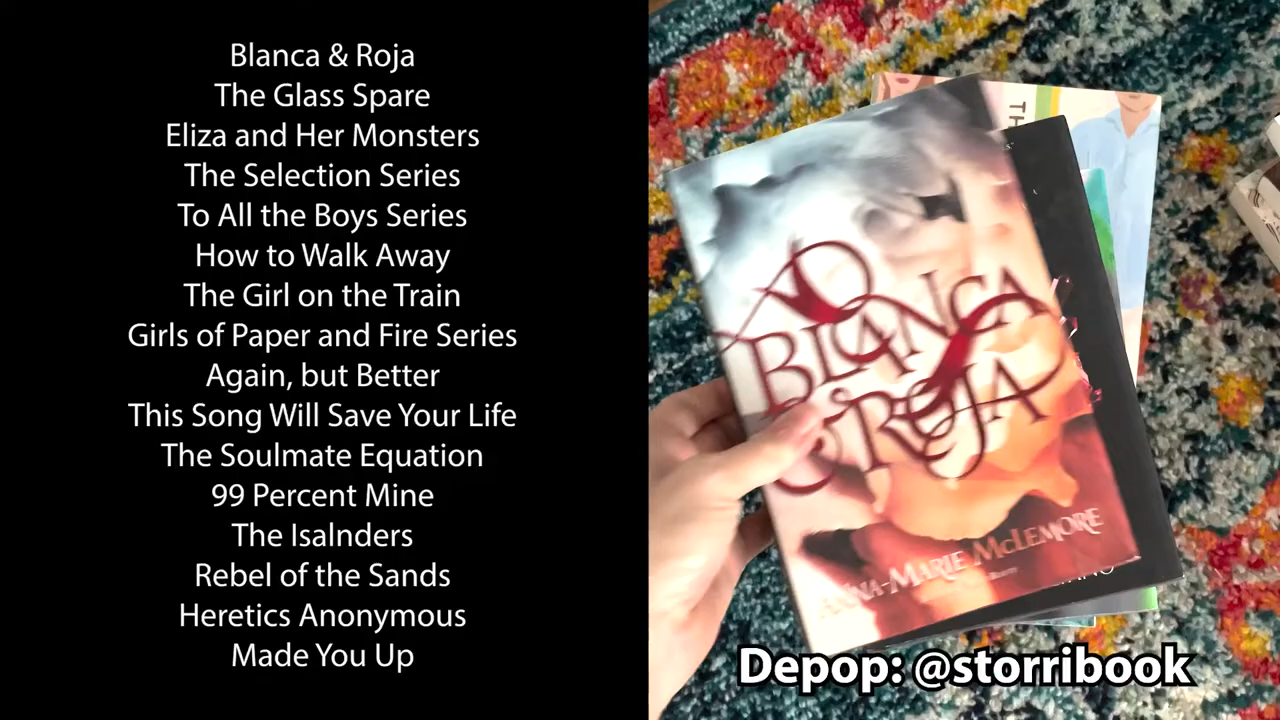 Blanca & Roja
The Glass Spare
Eliza and Her Monsters
The Selection Series
To All the Boys Series
How to Walk Away
The Girl on the Train
Girls of Paper and Fire Series
Again, but Better
This Song Will Save Your Life
The Soulmate Equation
99 Percent Mine
The Isalnders
Rebel of the Sands
Heretics Anonymous
Made You Up
TH
BLANCA
& ROJA
ANNA-MARIE McLEMORE
Depop: @storribook